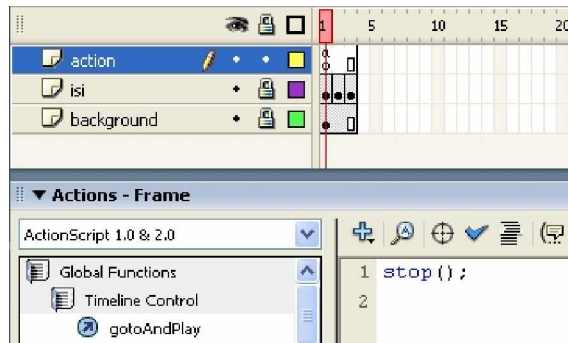 1 5 10 15 20
action
isi
background
Actions - Frame
ActionScript 1.0 & 2.0
Global Functions
Timeline Control
gotoAndPlay
1 stop();
2